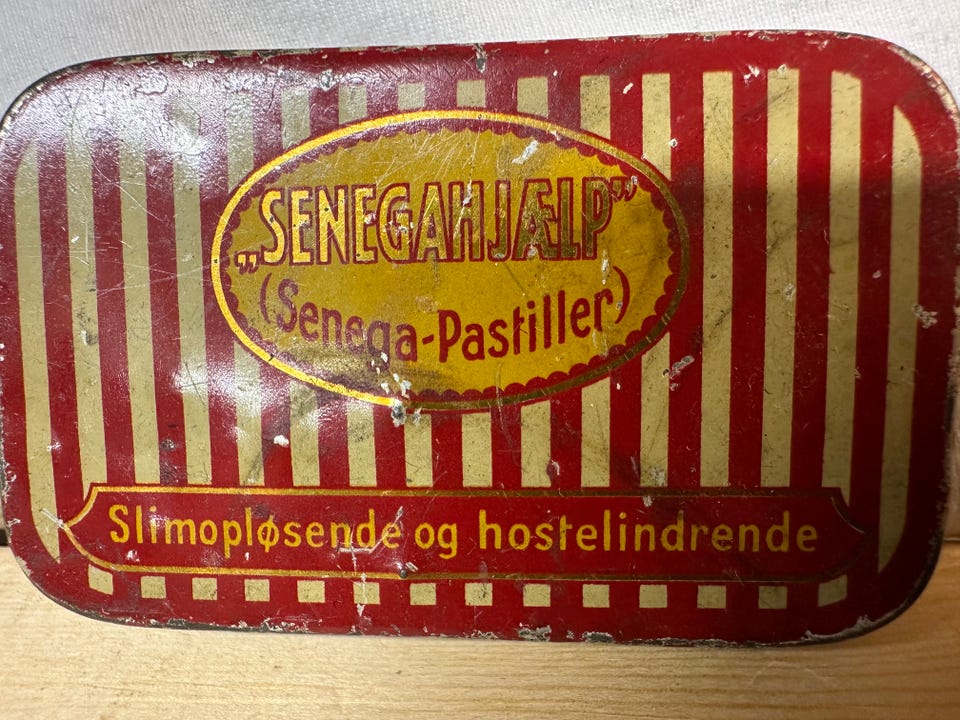 „SENEGAHJÆLP”
(Senega-Pastiller)
Slimopløsende og hostelindrende